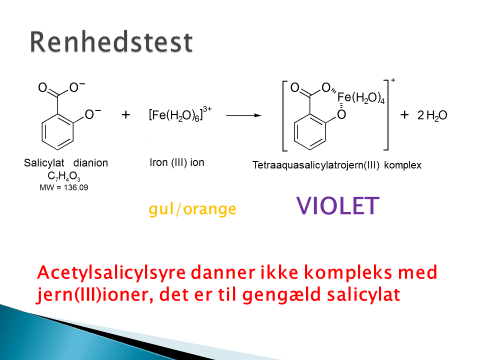 Renhedstest
O O⁻
O⁻
+
[Fe(H₂O)₆]³⁺
O O
Fe(H₂O)₄
O
+
+ 2 H₂O
Salicylat dianion
C₇H₄O₃
MW = 136.09
Iron (III) ion
Tetraaquasalicylatrojern(III) komplex
gul/orange
VIOLET
Acetylsalicylsyre danner ikke kompleks med
jern(III)ioner, det er til gengæld salicylat